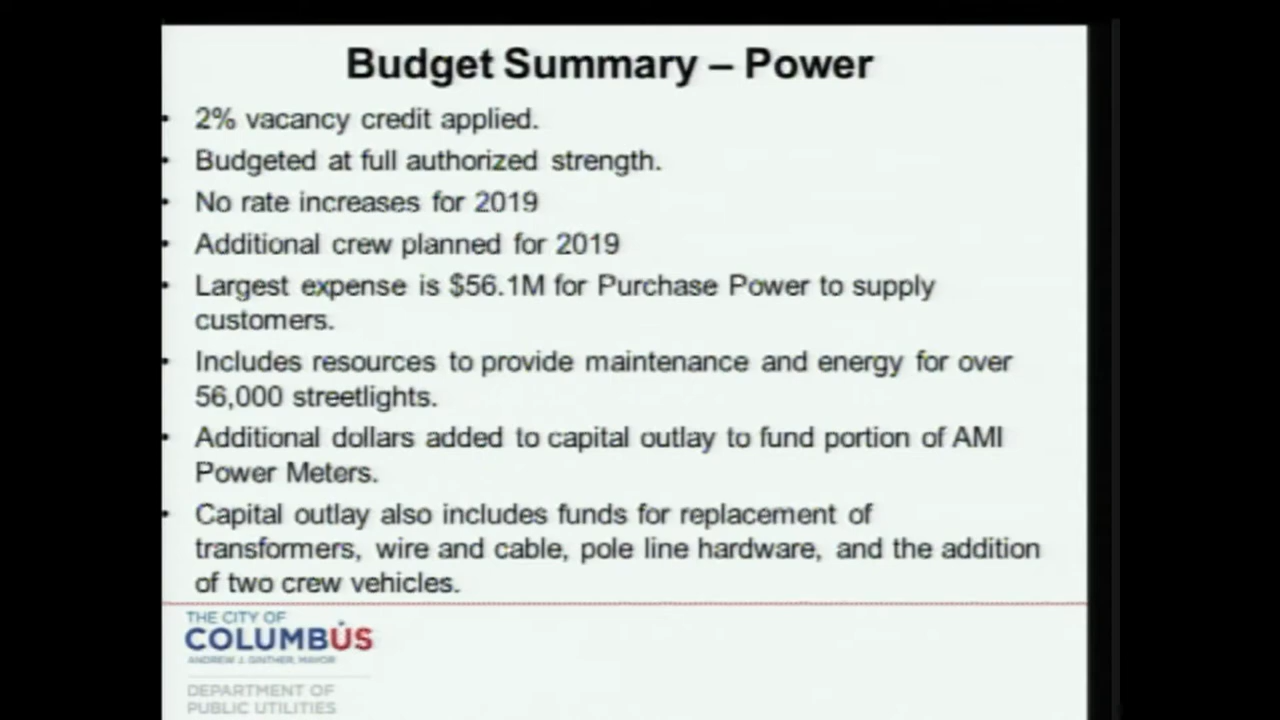 Budget Summary – Power
• 2% vacancy credit applied.
• Budgeted at full authorized strength.
• No rate increases for 2019
• Additional crew planned for 2019
• Largest expense is $56.1M for Purchase Power to supply
customers.
• Includes resources to provide maintenance and energy for over
56,000 streetlights.
• Additional dollars added to capital outlay to fund portion of AMI
Power Meters.
• Capital outlay also includes funds for replacement of
transformers, wire and cable, pole line hardware, and the addition
of two crew vehicles.
THE CITY OF
COLUMBUS
ANDREW J. GINTHER, MAYOR
DEPARTMENT OF
PUBLIC UTILITIES